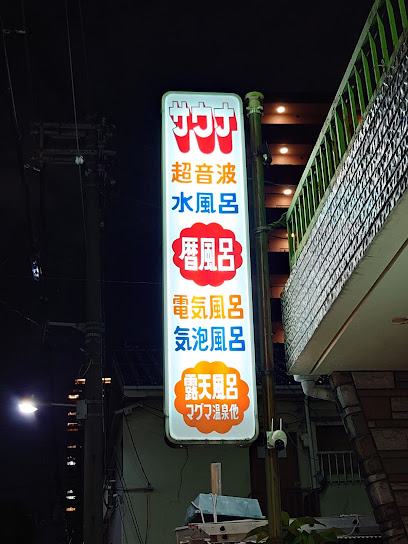 サウナ
超音波
水風呂
暦風呂
電気風呂
気泡風呂
露天風呂
マグマ温泉他